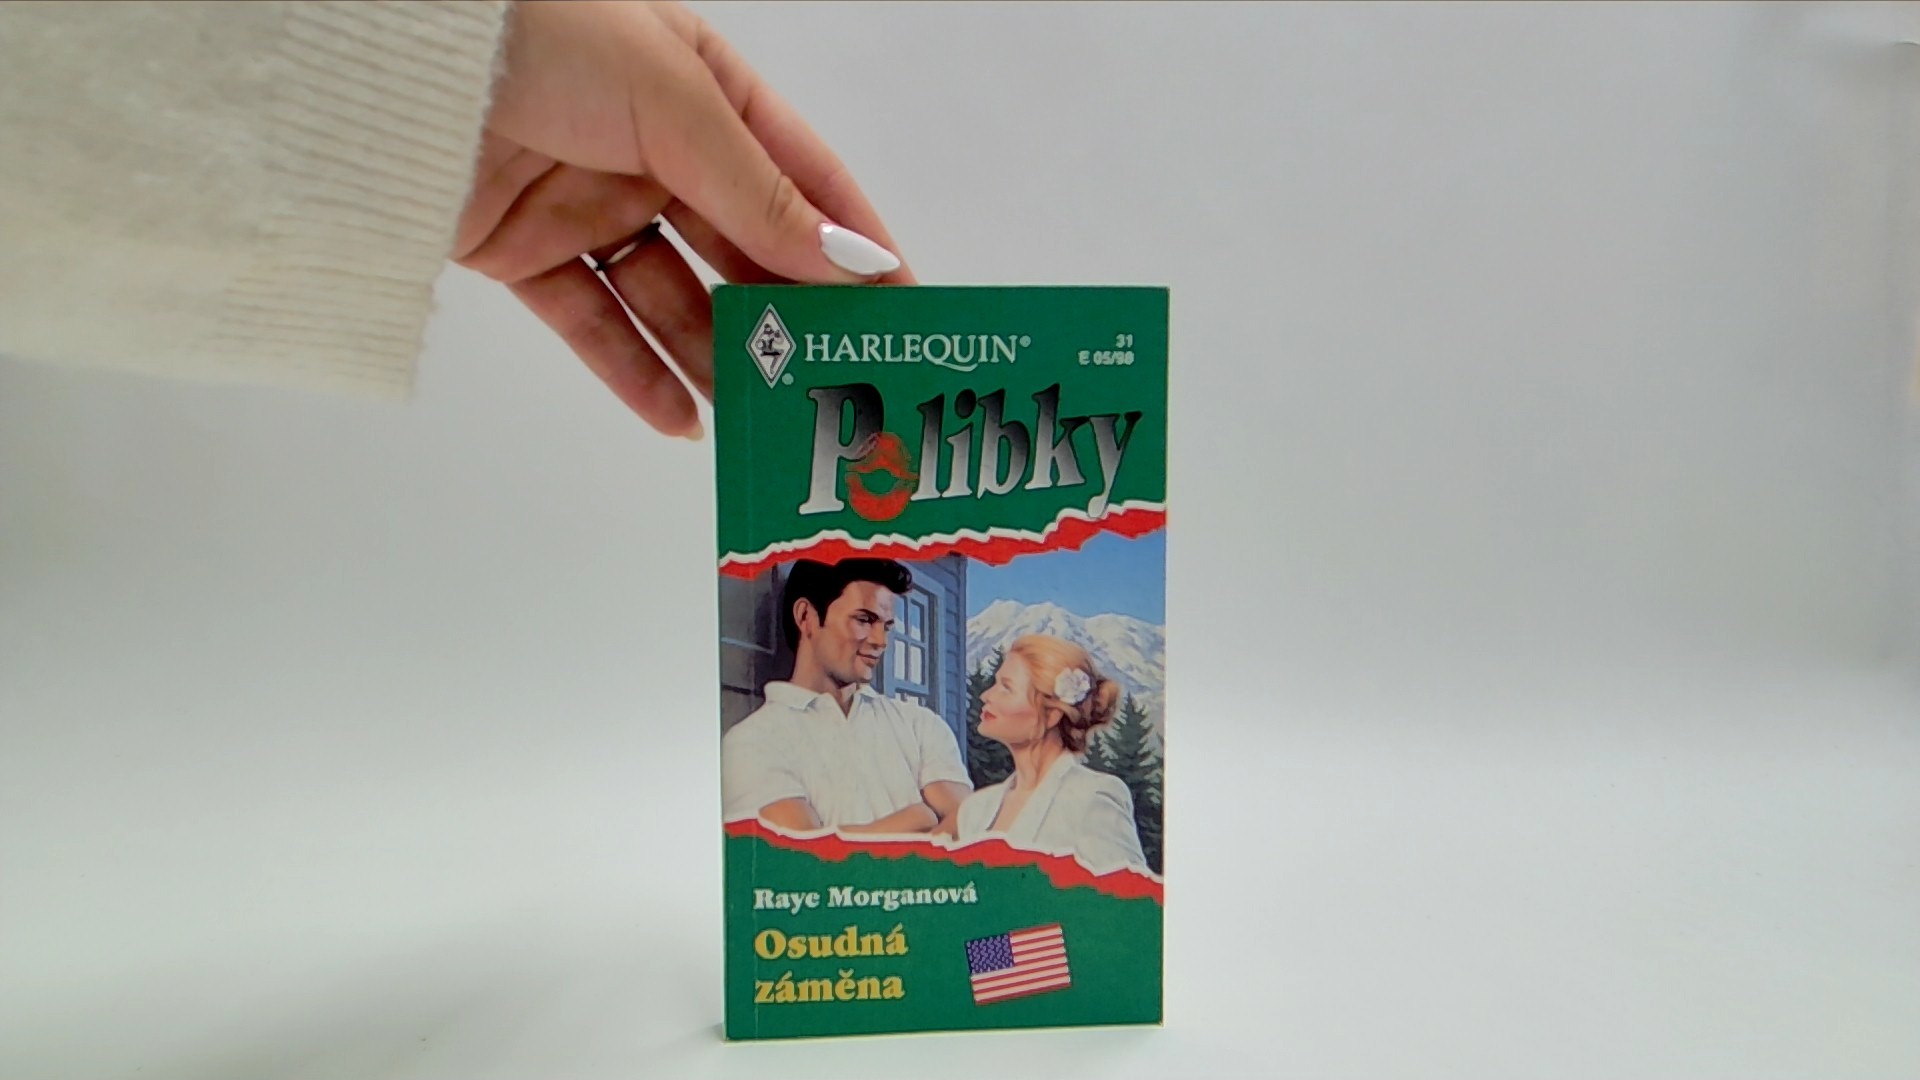 HARLEQUIN®
31
E 05/98
Polibky
Raye Morganová
Osudná
záměna